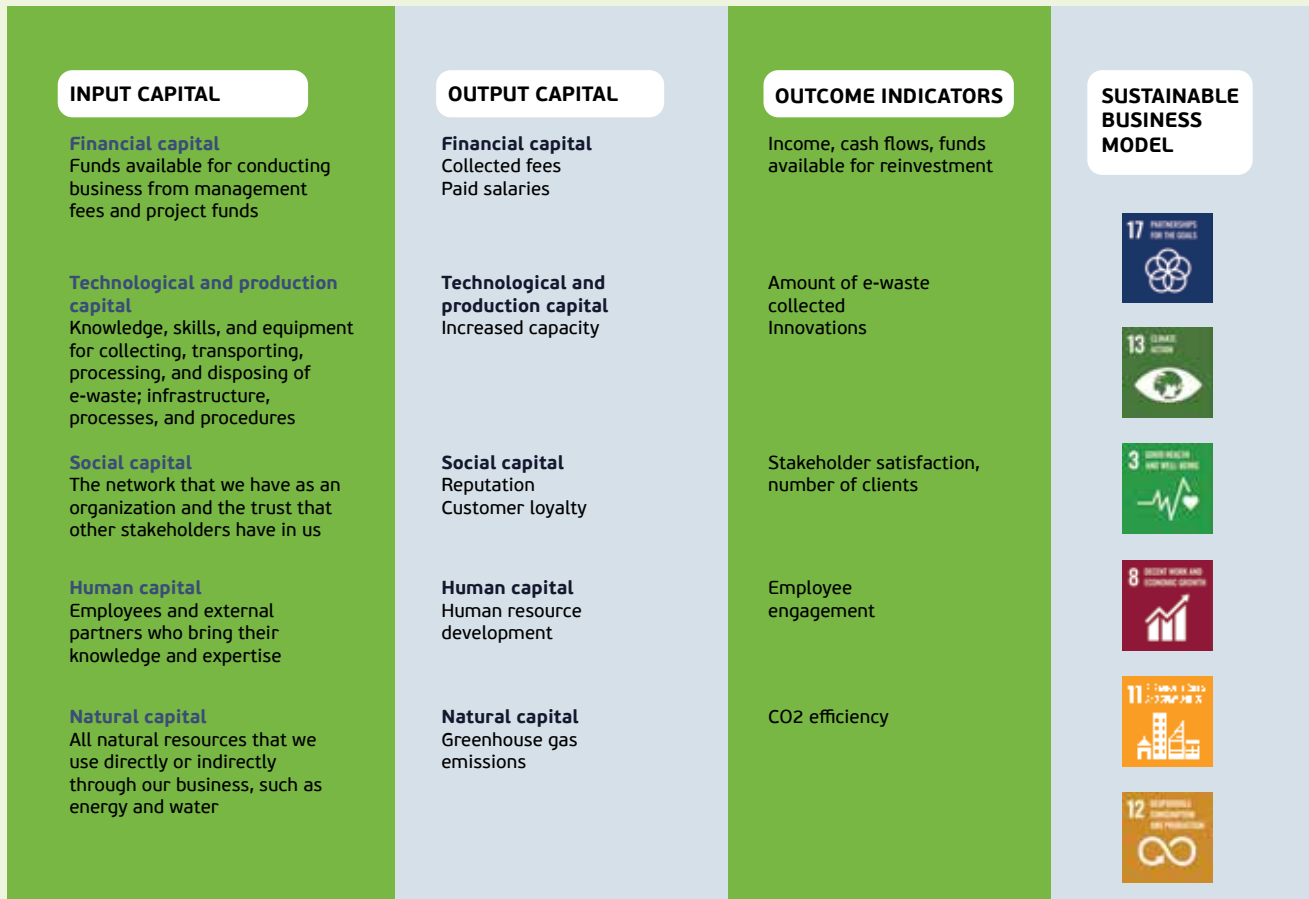 INPUT CAPITAL
Financial capital
Funds available for conducting
business from management
fees and project funds
Technological and production
capital
Knowledge, skills, and equipment
for collecting, transporting,
processing, and disposing of
e-waste; infrastructure,
processes, and procedures
Social capital
The network that we have as an
organization and the trust that
other stakeholders have in us
Human capital
Employees and external
partners who bring their
knowledge and expertise
Natural capital
All natural resources that we
use directly or indirectly
through our business, such as
energy and water
OUTPUT CAPITAL
Financial capital
Collected fees
Paid salaries
Technological and
production capital
Increased capacity
Social capital
Reputation
Customer loyalty
Human capital
Human resource
development
Natural capital
Greenhouse gas
emissions
OUTCOME INDICATORS
Income, cash flows, funds
available for reinvestment
Amount of e-waste
collected
Innovations
Stakeholder satisfaction,
number of clients
Employee
engagement
CO2 efficiency
SUSTAINABLE
BUSINESS
MODEL
17 PARTNERSHIPS
FOR THE GOALS
13 CLIMATE
ACTION
3 GOOD HEALTH
AND WELL-BEING
8 DECENT WORK AND
ECONOMIC GROWTH
11
12 RESPONSIBLE
CONSUMPTION
AND PRODUCTION